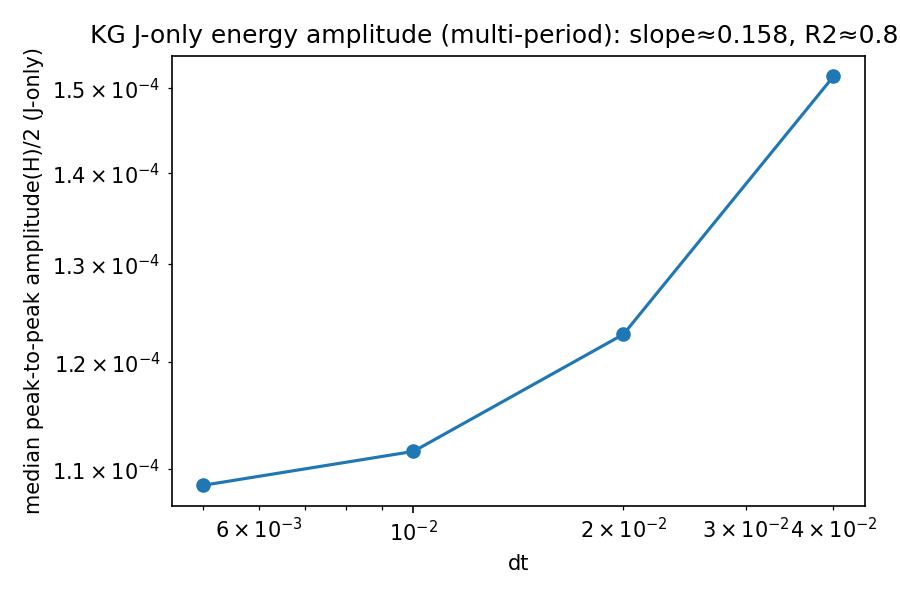 KG J-only energy amplitude (multi-period): slope≈0.158, R2≈0.8
median peak-to-peak amplitude(H)/2 (J-only)
1.5 × 10⁻⁴
1.4 × 10⁻⁴
1.3 × 10⁻⁴
1.2 × 10⁻⁴
1.1 × 10⁻⁴
6 × 10⁻³ 10⁻² 2 × 10⁻² 3 × 10⁻² 4 × 10⁻²
dt